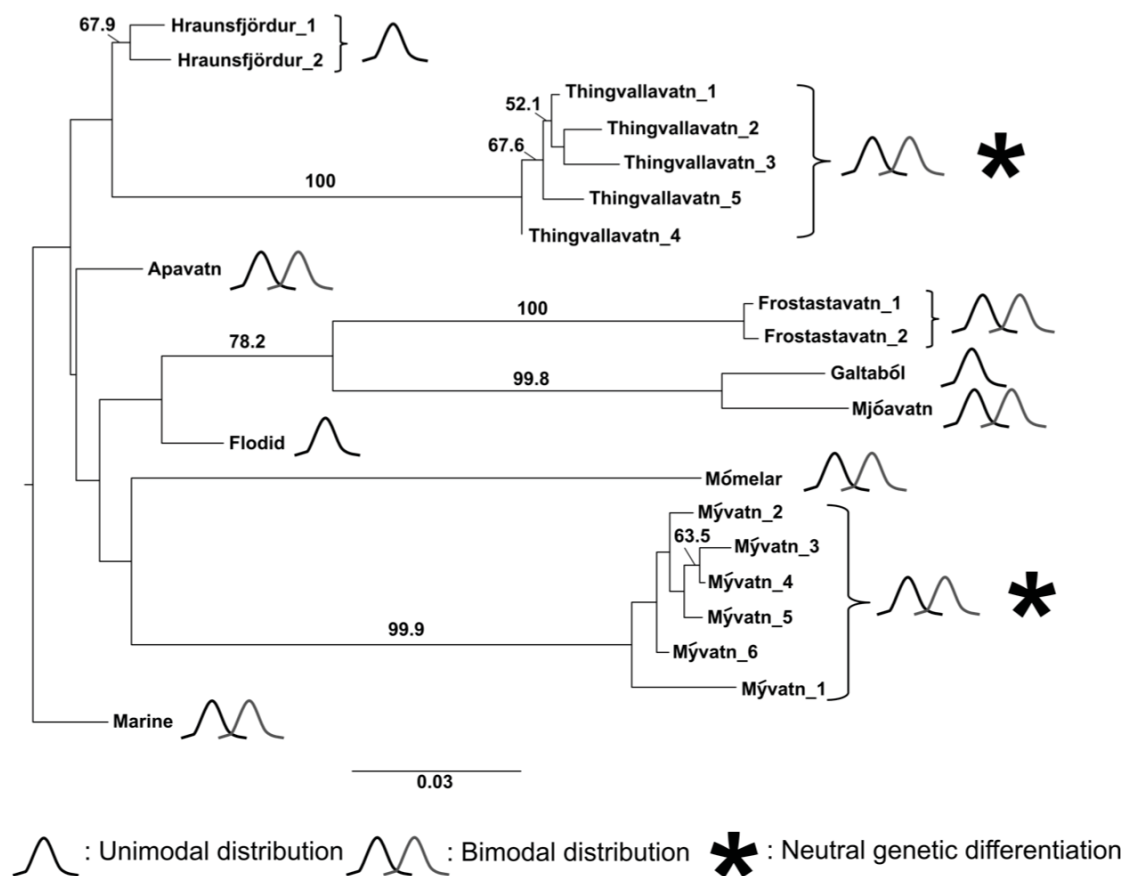 67.9
Hraunsfjördur_1
Hraunsfjördur_2
Thingvallavatn_1
52.1
Thingvallavatn_2
67.6
Thingvallavatn_3
100
Thingvallavatn_5
Thingvallavatn_4
Apavatn
100
Frostastavatn_1
Frostastavatn_2
78.2
Galtaból
99.8
Mjóavatn
Flodid
Mómelar
Mývatn_2
63.5
Mývatn_3
Mývatn_4
Mývatn_5
99.9
Mývatn_6
Mývatn_1
Marine
0.03
: Unimodal distribution : Bimodal distribution : Neutral genetic differentiation